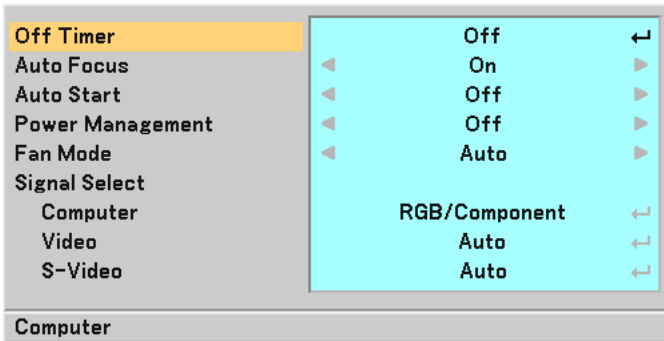 Off Timer Off
Auto Focus On
Auto Start Off
Power Management Off
Fan Mode Auto
Signal Select
Computer RGB/Component
Video Auto
S-Video Auto
Computer